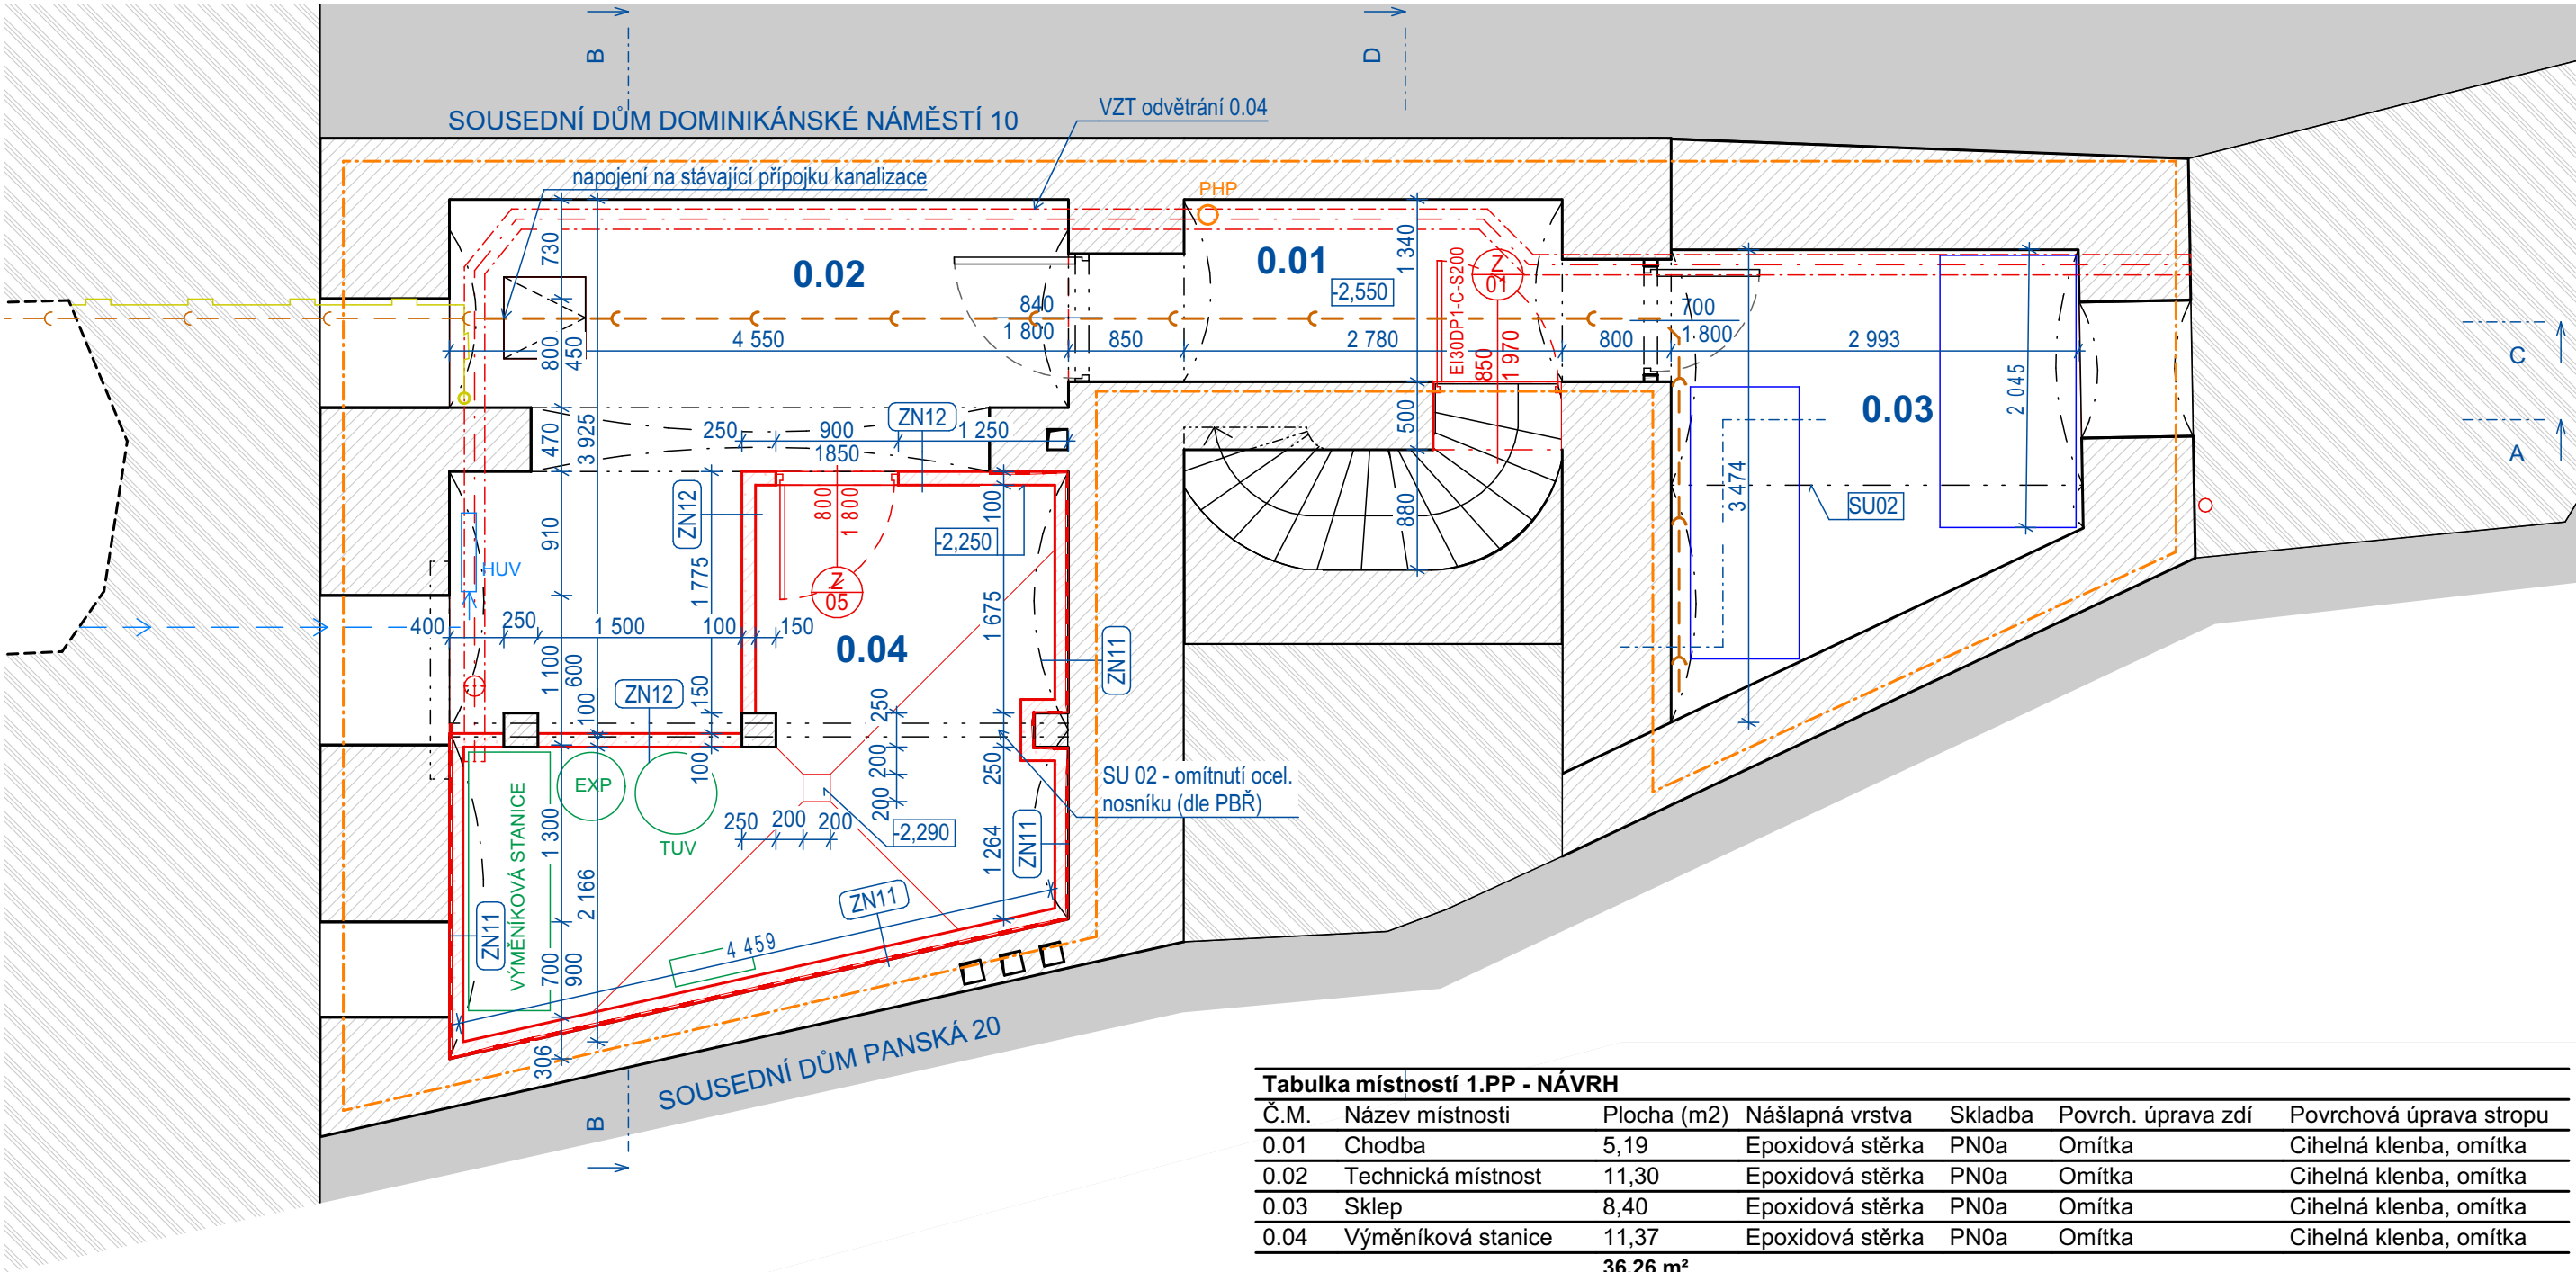 B
D
SOUSEDNÍ DŮM DOMINIKÁNSKÉ NÁMĚSTÍ 10
VZT odvětrání 0.04
napojení na stávající přípojku kanalizace
PHP
0.02
0.01
-2,550
730
1 340
EI30DP1-C-S200
Z
01
840
1 800
700
1 800
4 550
850
2 780
800
2 993
850
1 970
800
450
2 045
C
0.03
A
470
3 925
250
900
ZN12
1 250
1850
500
880
3 474
SU02
ZN12
800
1 800
100
-2,250
910
HUV
1 775
Z
05
1 675
400
250
1 500
100
150
0.04
ZN11
1 100
600
100
ZN12
150
250
100
200
200
250
SU 02 - omítnutí ocel.
nosníku (dle PBŘ)
EXP
TUV
VÝMĚNÍKOVÁ STANICE
1 300
250
200
200
-2,290
1 264
ZN11
2 166
ZN11
ZN11
4 459
700
900
306
SOUSEDNÍ DŮM PANSKÁ 20
B
Tabulka místností 1.PP - NÁVRH
Č.M. Název místnosti Plocha (m2) Nášlapná vrstva Skladba Povrch. úprava zdí Povrchová úprava stropu
0.01 Chodba 5,19 Epoxidová stěrka PN0a Omítka Cihelná klenba, omítka
0.02 Technická místnost 11,30 Epoxidová stěrka PN0a Omítka Cihelná klenba, omítka
0.03 Sklep 8,40 Epoxidová stěrka PN0a Omítka Cihelná klenba, omítka
0.04 Výměníková stanice 11,37 Epoxidová stěrka PN0a Omítka Cihelná klenba, omítka
36,26 m²